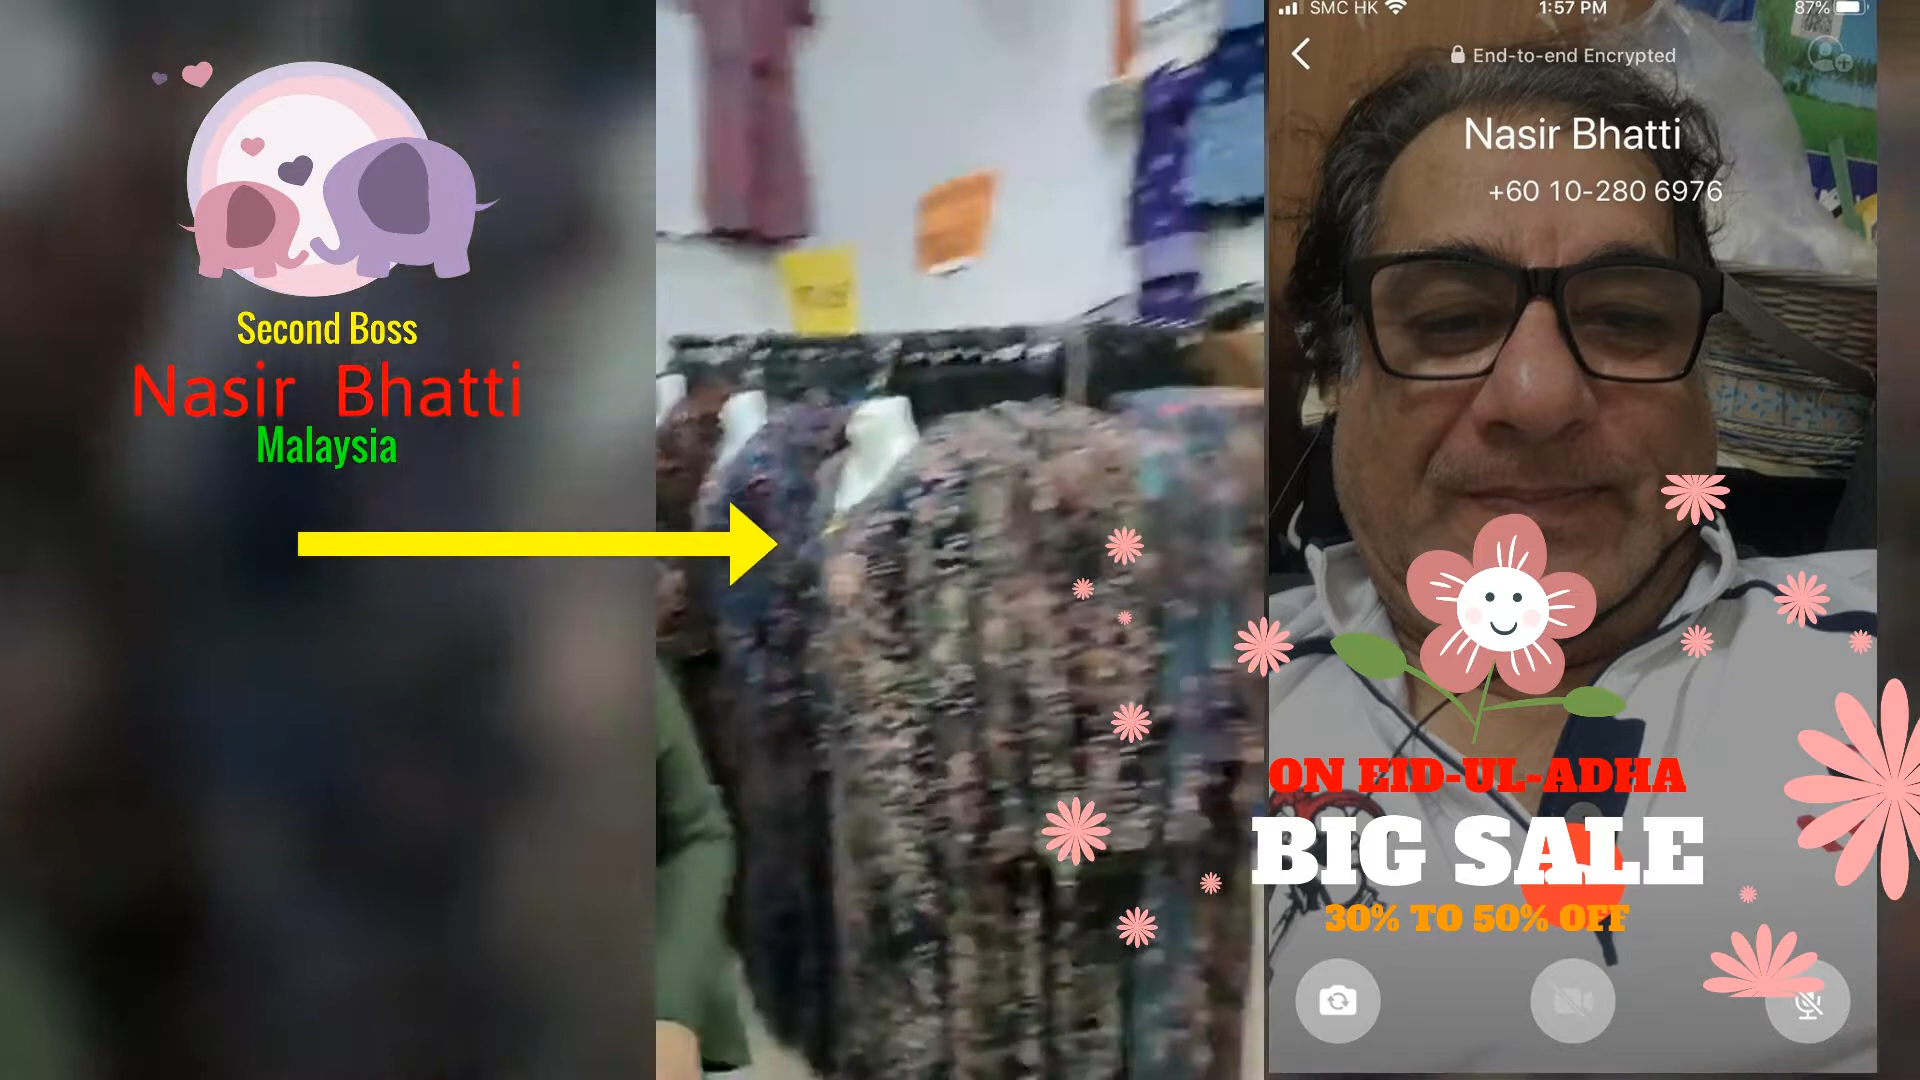 Second Boss
Nasir Bhatti
Malaysia
SMC HK
1:57 PM
87%
End-to-end Encrypted
Nasir Bhatti
+60 10-280 6976
ON EID-UL-ADHA
BIG SALE
30% TO 50% OFF